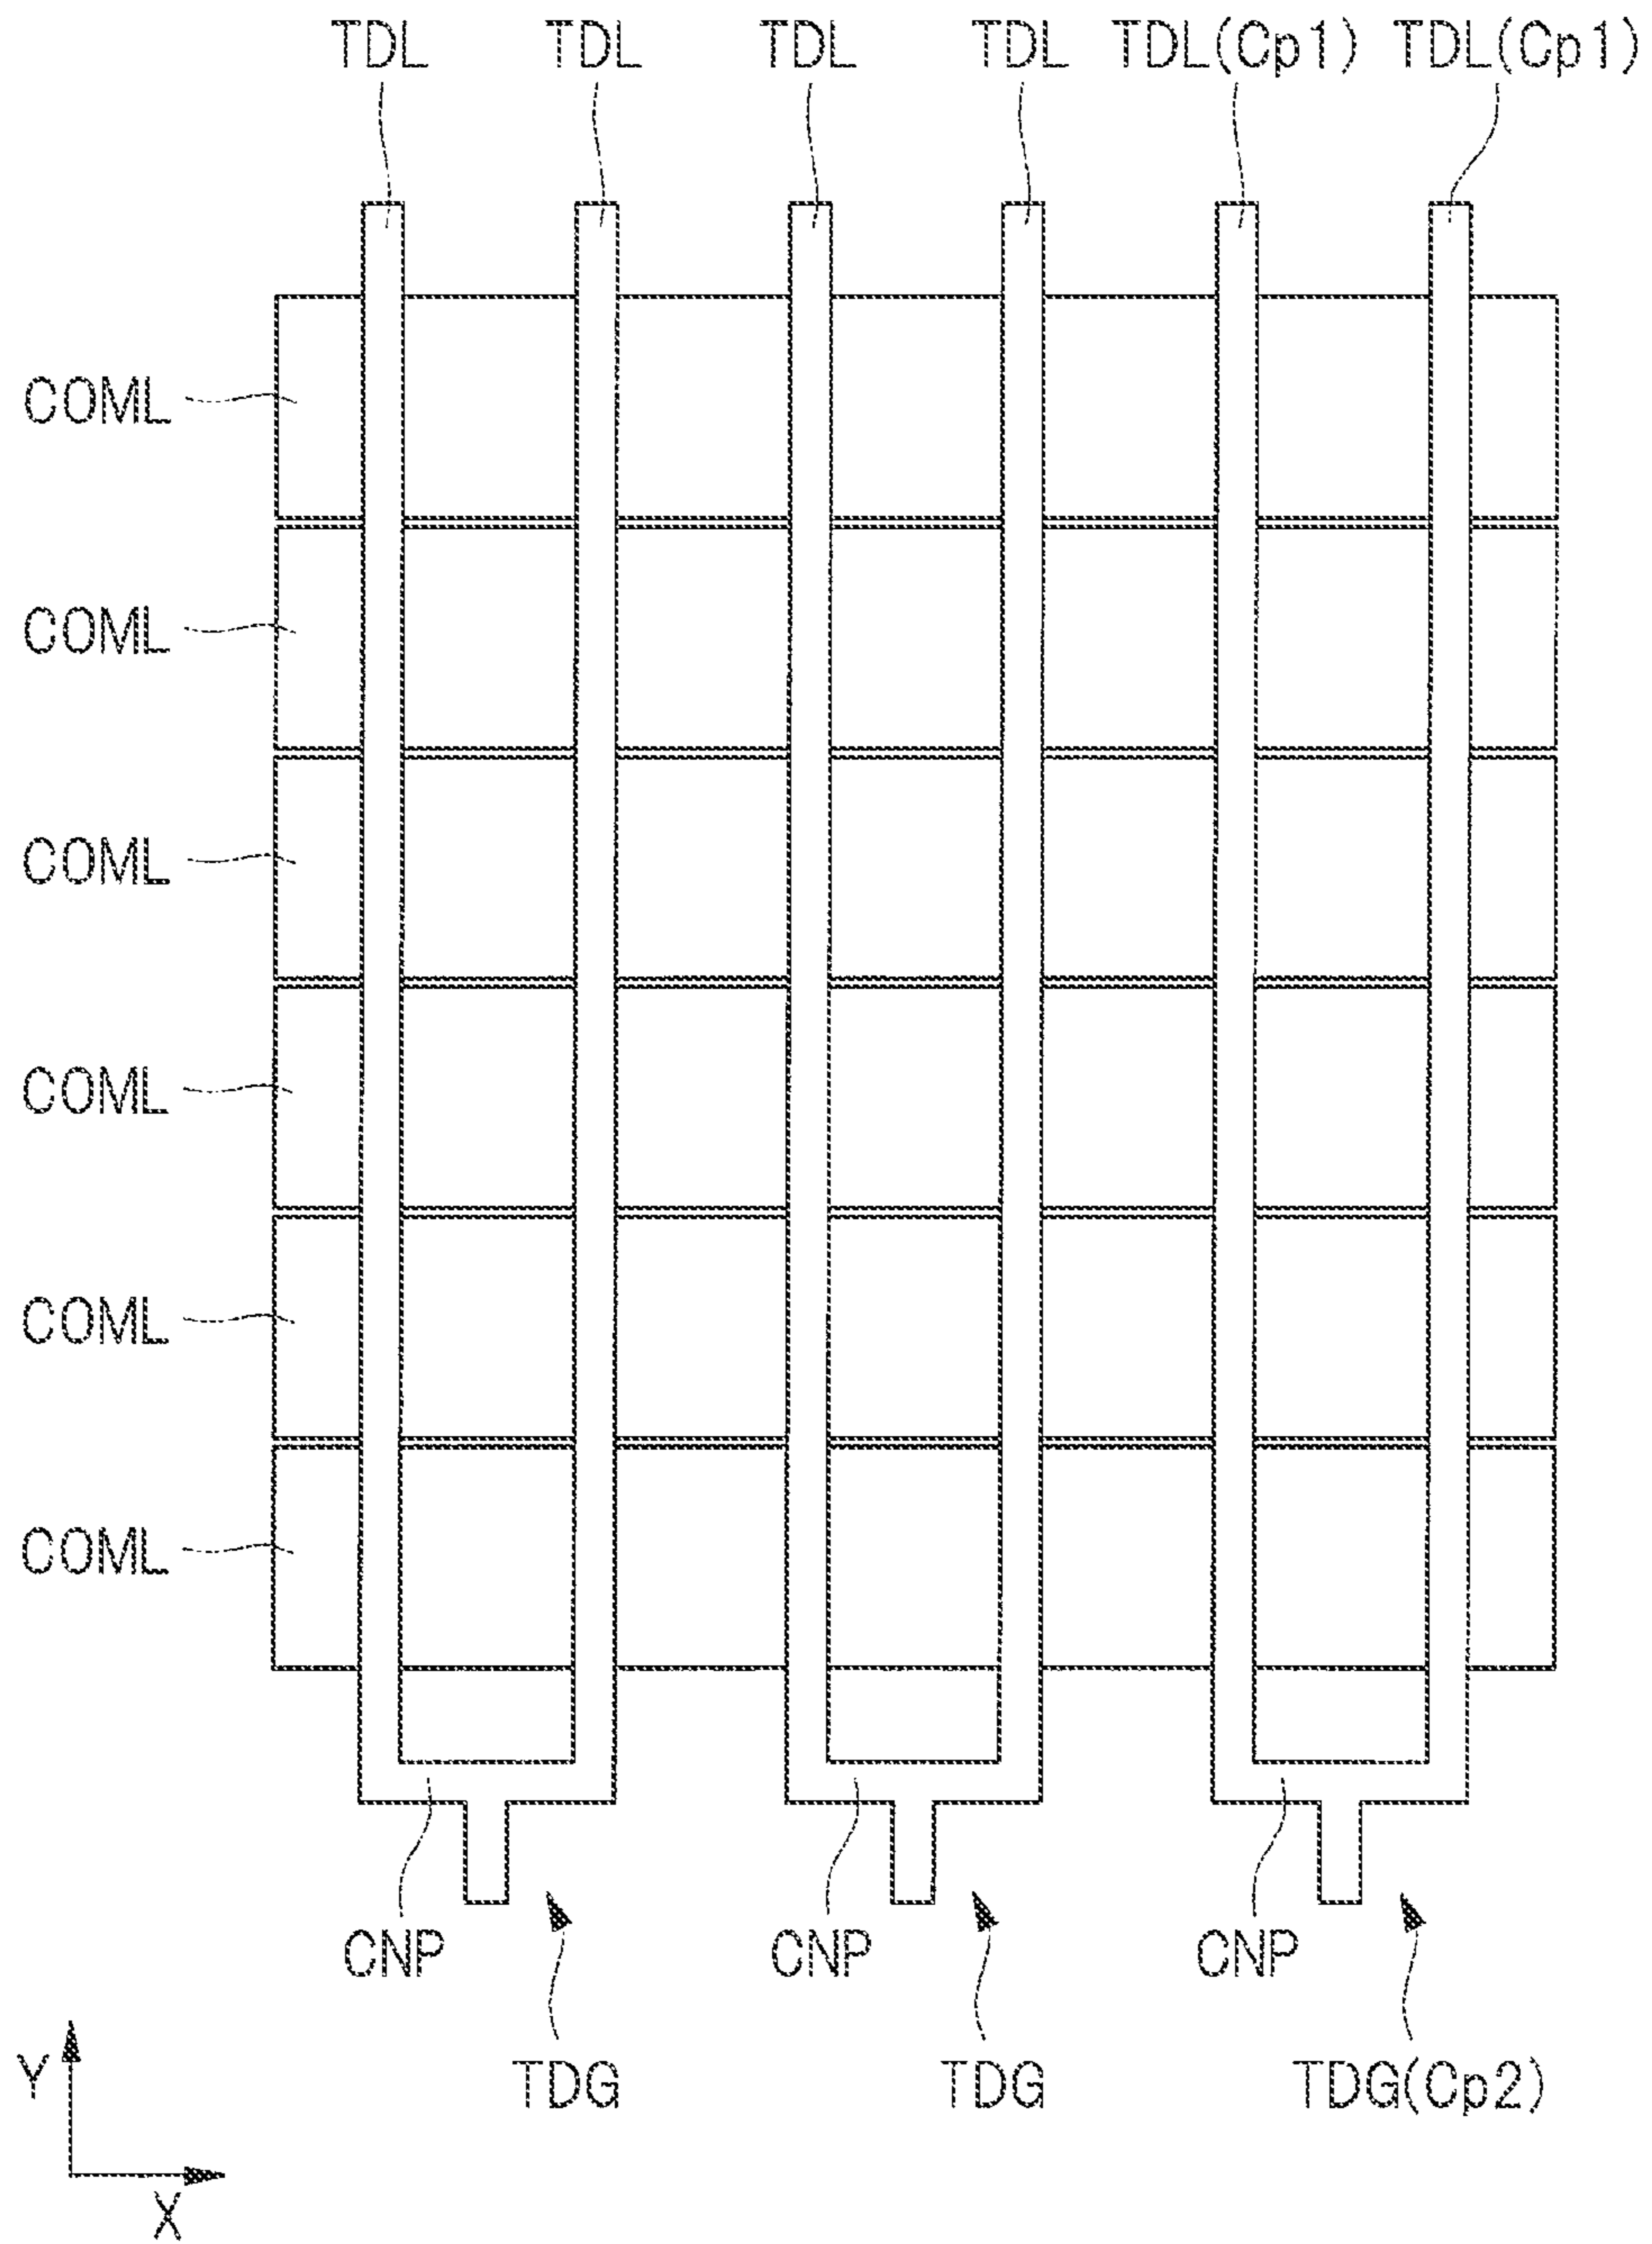 TDL TDL TDL TDL TDL(Cp1) TDL(Cp1)
COML
COML
COML
COML
COML
COML
CNP CNP CNP
TDG TDG TDG(Cp2)
Y
X